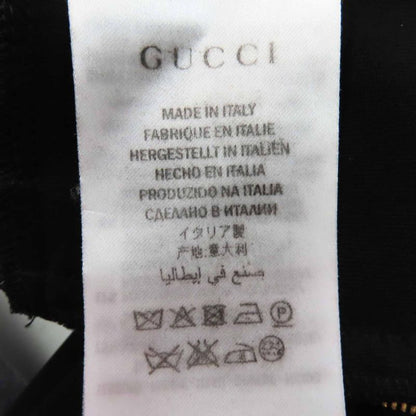 GUCCI
MADE IN ITALY
FABRIQUE EN ITALIE
HERGESTELLT IN ITALIEN
HECHO EN ITALIA
PRODUZIDO NA ITALIA
СДЕЛАНО В ИТАЛИИ
イタリア製
产地:意大利
صنع في إيطاليا
P